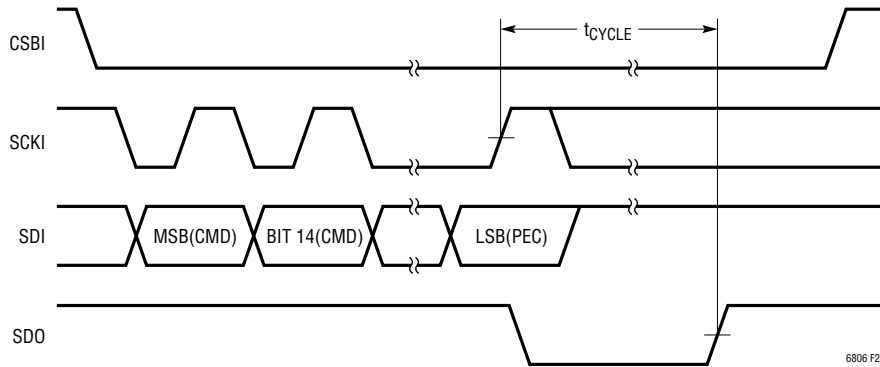 CSBI
tCYCLE
SCKI
SDI
MSB(CMD)
BIT 14(CMD)
LSB(PEC)
SDO
6806 F2